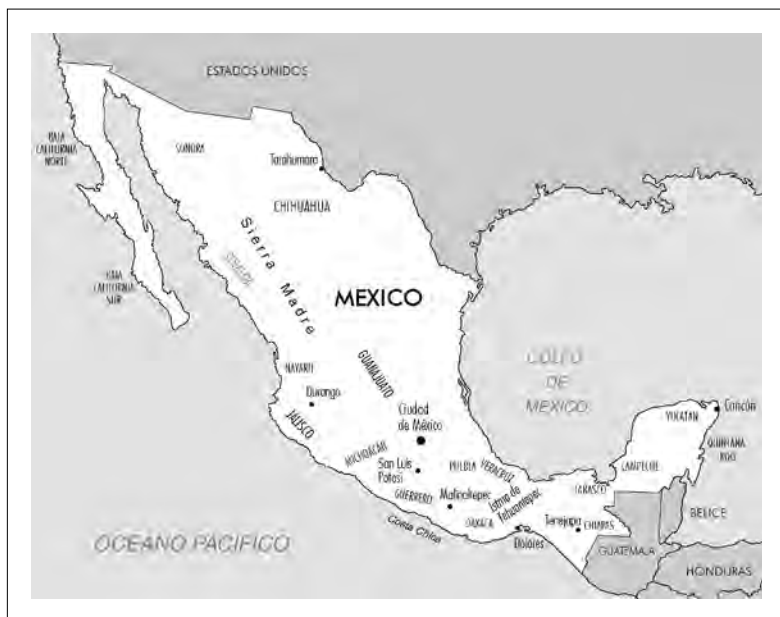 ESTADOS UNIDOS
BAJA
CALIFORNIA
NORTE
SONORA
Tarahumara
CHIHUAHUA
Sierra Madre
SINALOA
BAJA
CALIFORNIA
SUR
MEXICO
GOLFO
DE
MEXICO
NAYARIT
GUANAJUATO
Durango
JALISCO
Ciudad
de México
YUCATAN
Cancún
QUINTANA
ROO
MICHOACAN
San Luis
Potosí
PUEBLA
VERACRUZ
CAMPECHE
GUERRERO
Malinaltepec
Istmo de
Tehuantepec
TABASCO
BELICE
Costa Chica
OAXACA
Dolores
Tenejapa
CHIAPAS
OCEANO PACIFICO
GUATEMALA
HONDURAS